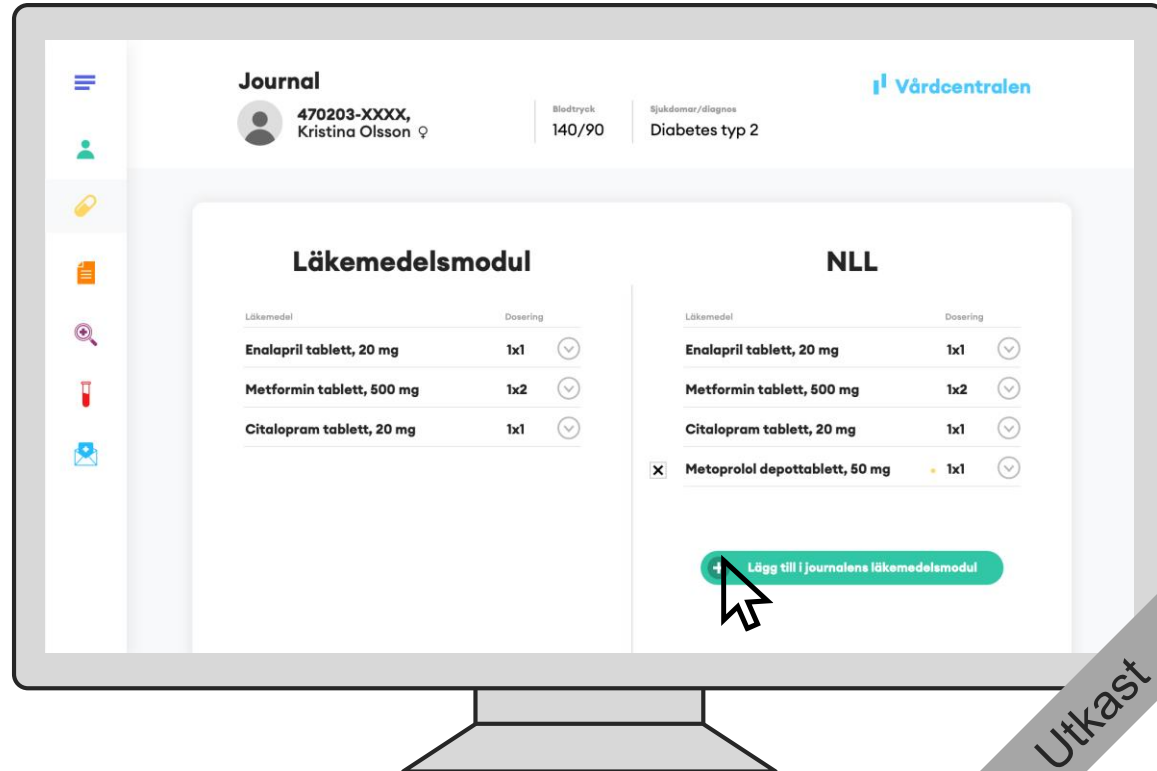 Journal
470203-XXXX,
Kristina Olsson ♀
Blodtryck
140/90
Sjukdomar/diagnos
Diabetes typ 2
Vårdcentralen
Läkemedelsmodul
Läkemedel Dosering
Enalapril tablett, 20 mg 1x1
Metformin tablett, 500 mg 1x2
Citalopram tablett, 20 mg 1x1
NLL
Läkemedel Dosering
Enalapril tablett, 20 mg 1x1
Metformin tablett, 500 mg 1x2
Citalopram tablett, 20 mg 1x1
Metoprolol depottablett, 50 mg 1x1
Lägg till i journalens läkemedelsmodul
Utkast